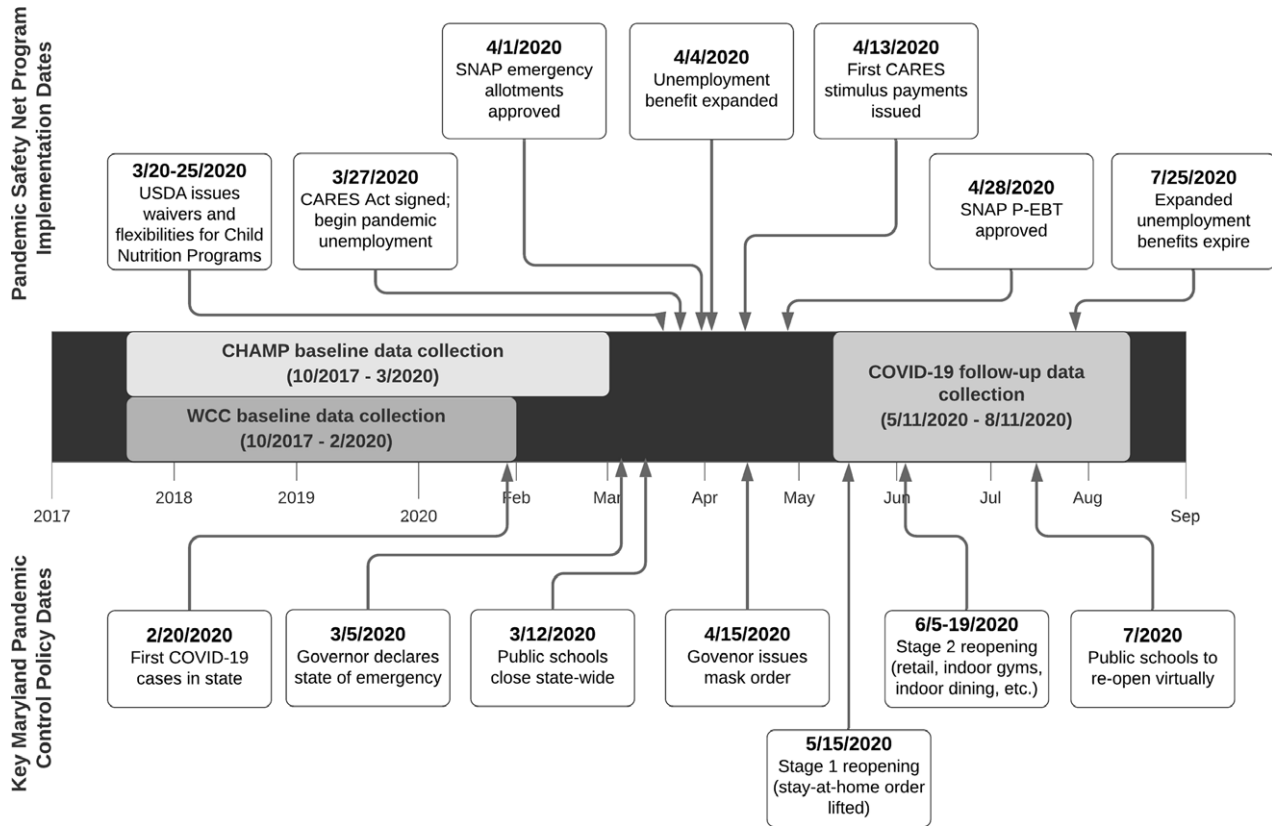 Pandemic Safety Net Program
Implementation Dates
4/1/2020
SNAP emergency
allotments
approved
4/4/2020
Unemployment
benefit expanded
4/13/2020
First CARES
stimulus payments
issued
3/20-25/2020
USDA issues
waivers and
flexibilities for Child
Nutrition Programs
3/27/2020
CARES Act signed;
begin pandemic
unemployment
4/28/2020
SNAP P-EBT
approved
7/25/2020
Expanded
unemployment
benefits expire
CHAMP baseline data collection
(10/2017 - 3/2020)
WCC baseline data collection
(10/2017 - 2/2020)
COVID-19 follow-up data
collection
(5/11/2020 - 8/11/2020)
2017
2018
2019
2020
Feb
Mar
Apr
May
Jun
Jul
Aug
Sep
Key Maryland Pandemic
Control Policy Dates
2/20/2020
First COVID-19
cases in state
3/5/2020
Governor declares
state of emergency
3/12/2020
Public schools
close state-wide
4/15/2020
Govenor issues
mask order
5/15/2020
Stage 1 reopening
(stay-at-home order
lifted)
6/5-19/2020
Stage 2 reopening
(retail, indoor gyms,
indoor dining, etc.)
7/2020
Public schools to
re-open virtually